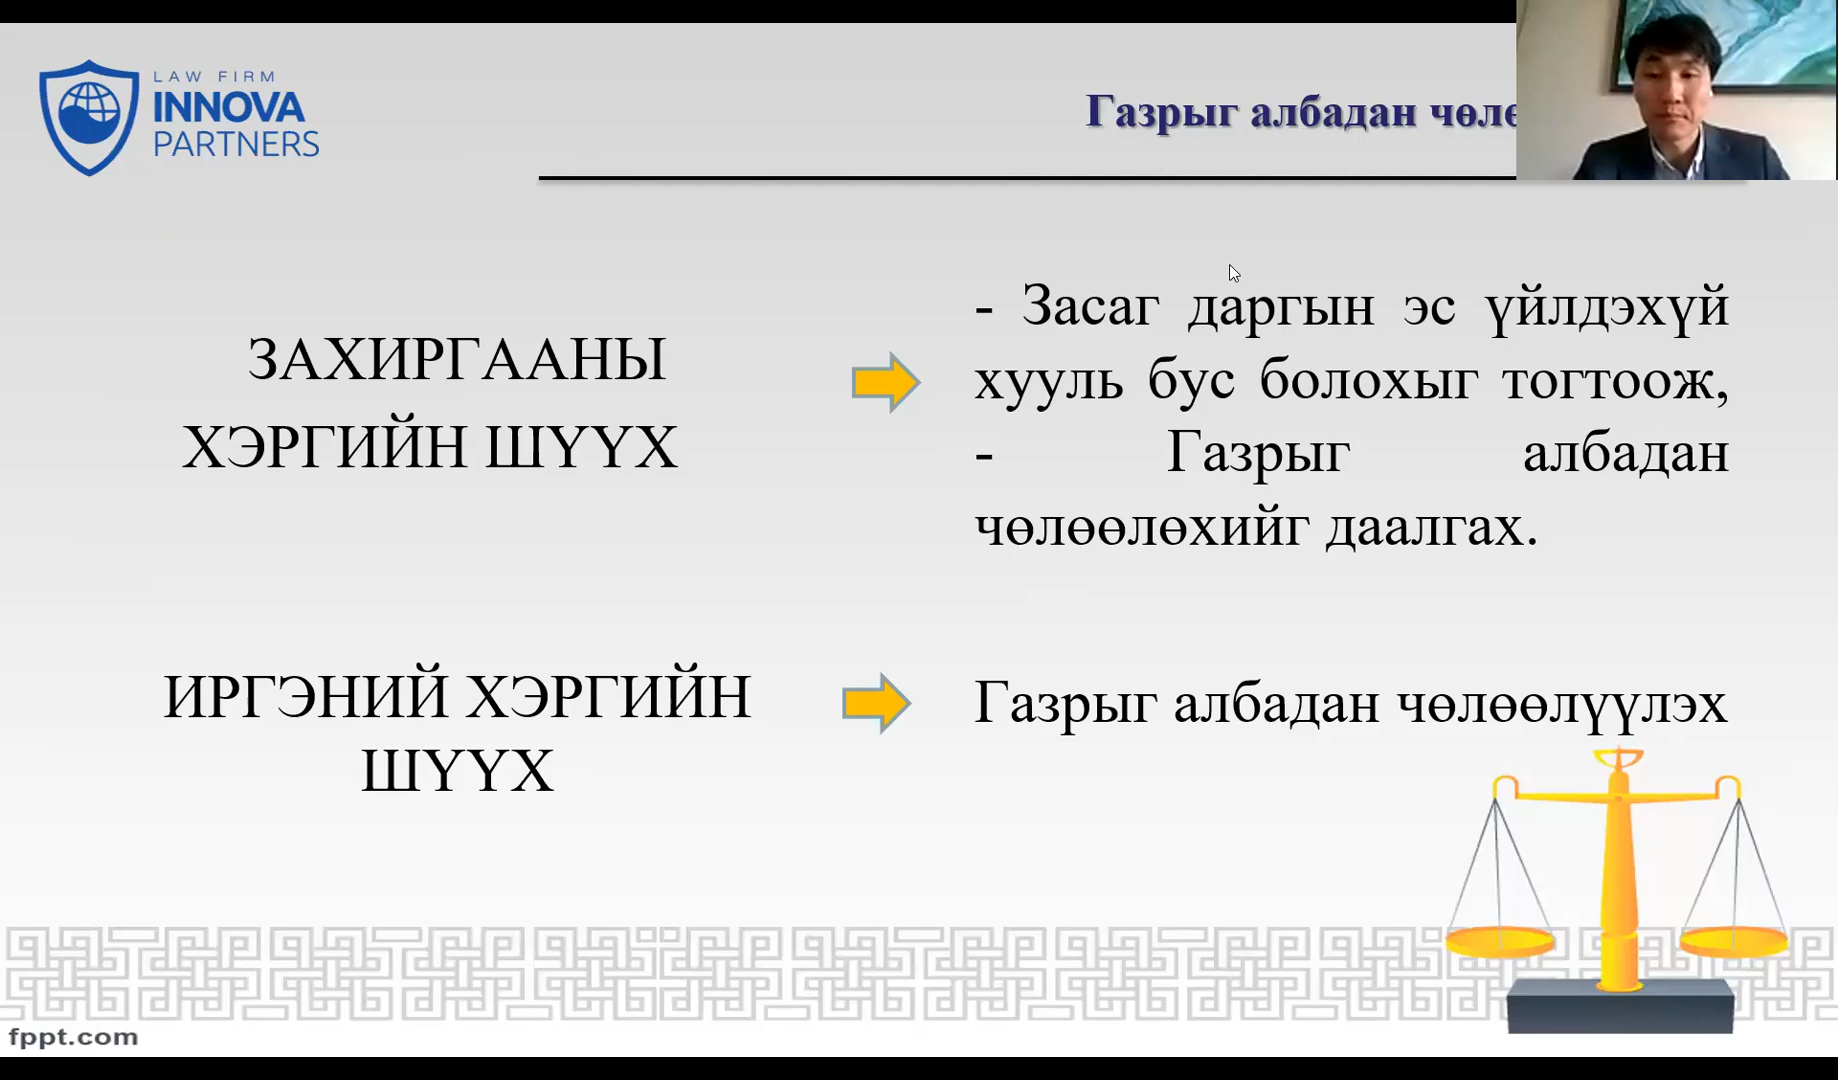 LAW FIRM
INNOVA
PARTNERS
Газрыг албадан
ЗАХИРГААНЫ
ХЭРГИЙН ШҮҮХ
- Засаг даргын эс үйлдэхүй
хууль бус болохыг тогтоож,
- Газрыг албадан
чөлөөлөхийг даалгах.
ИРГЭНИЙ ХЭРГИЙН
ШҮҮХ
Газрыг албадан чөлөөлүүлэх
fppt.com